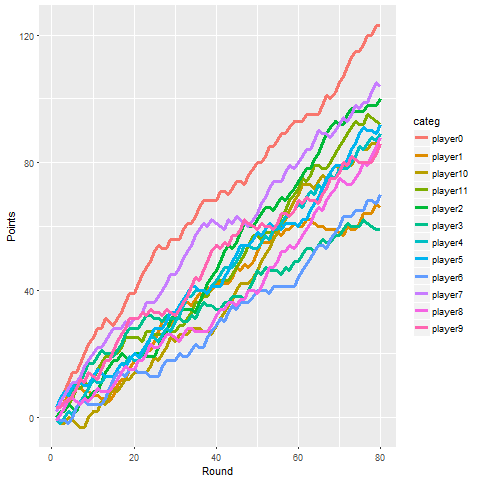 120
80
40
0
Points
0
20
40
60
80
Round
categ
player0
player1
player10
player11
player2
player3
player4
player5
player6
player7
player8
player9